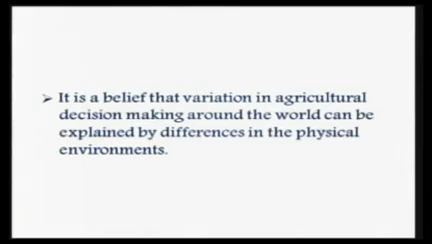 ➢ It is a belief that variation in agricultural
decision making around the world can be
explained by differences in the physical
environments.